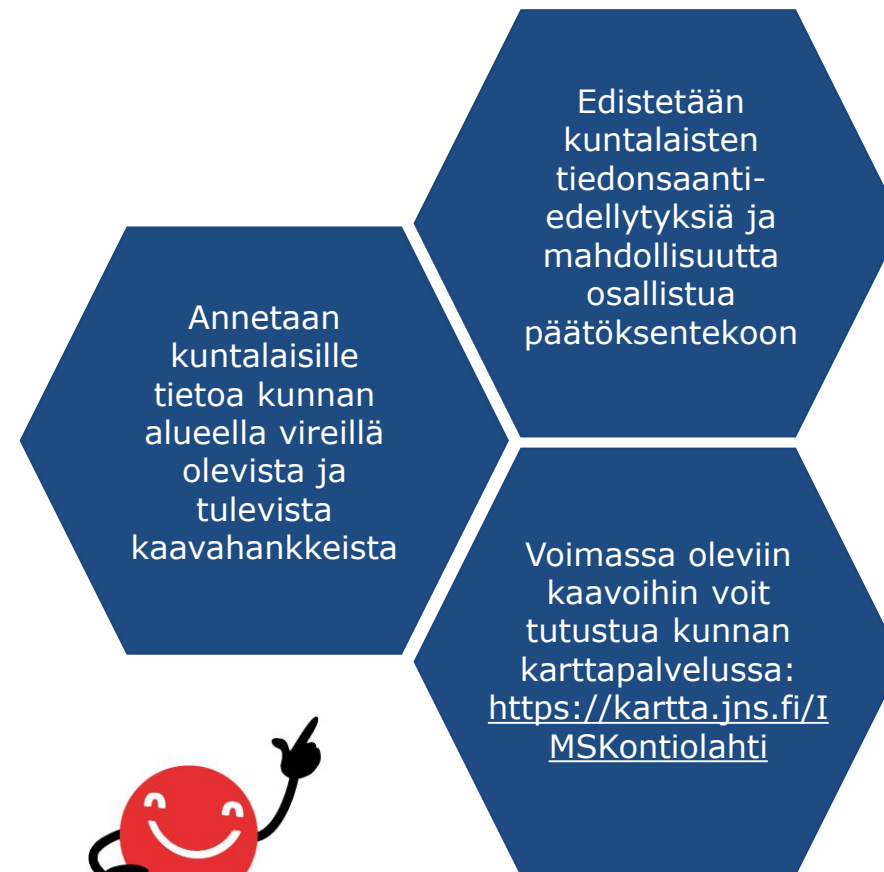 Edistetään
kuntalaisten
tiedonsaanti-
edellytyksiä ja
mahdollisuutta
osallistua
päätöksentekoon
Annetaan
kuntalaisille
tietoa kunnan
alueella vireillä
olevista ja
tulevista
kaavahankkeista
Voimassa oleviin
kaavoihin voit
tutustua kunnan
karttapalvelussa:
https://kartta.jns.fi/I
MSKontiolahti